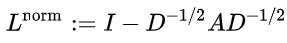 L^norm := I − D^−1/2 A D^−1/2